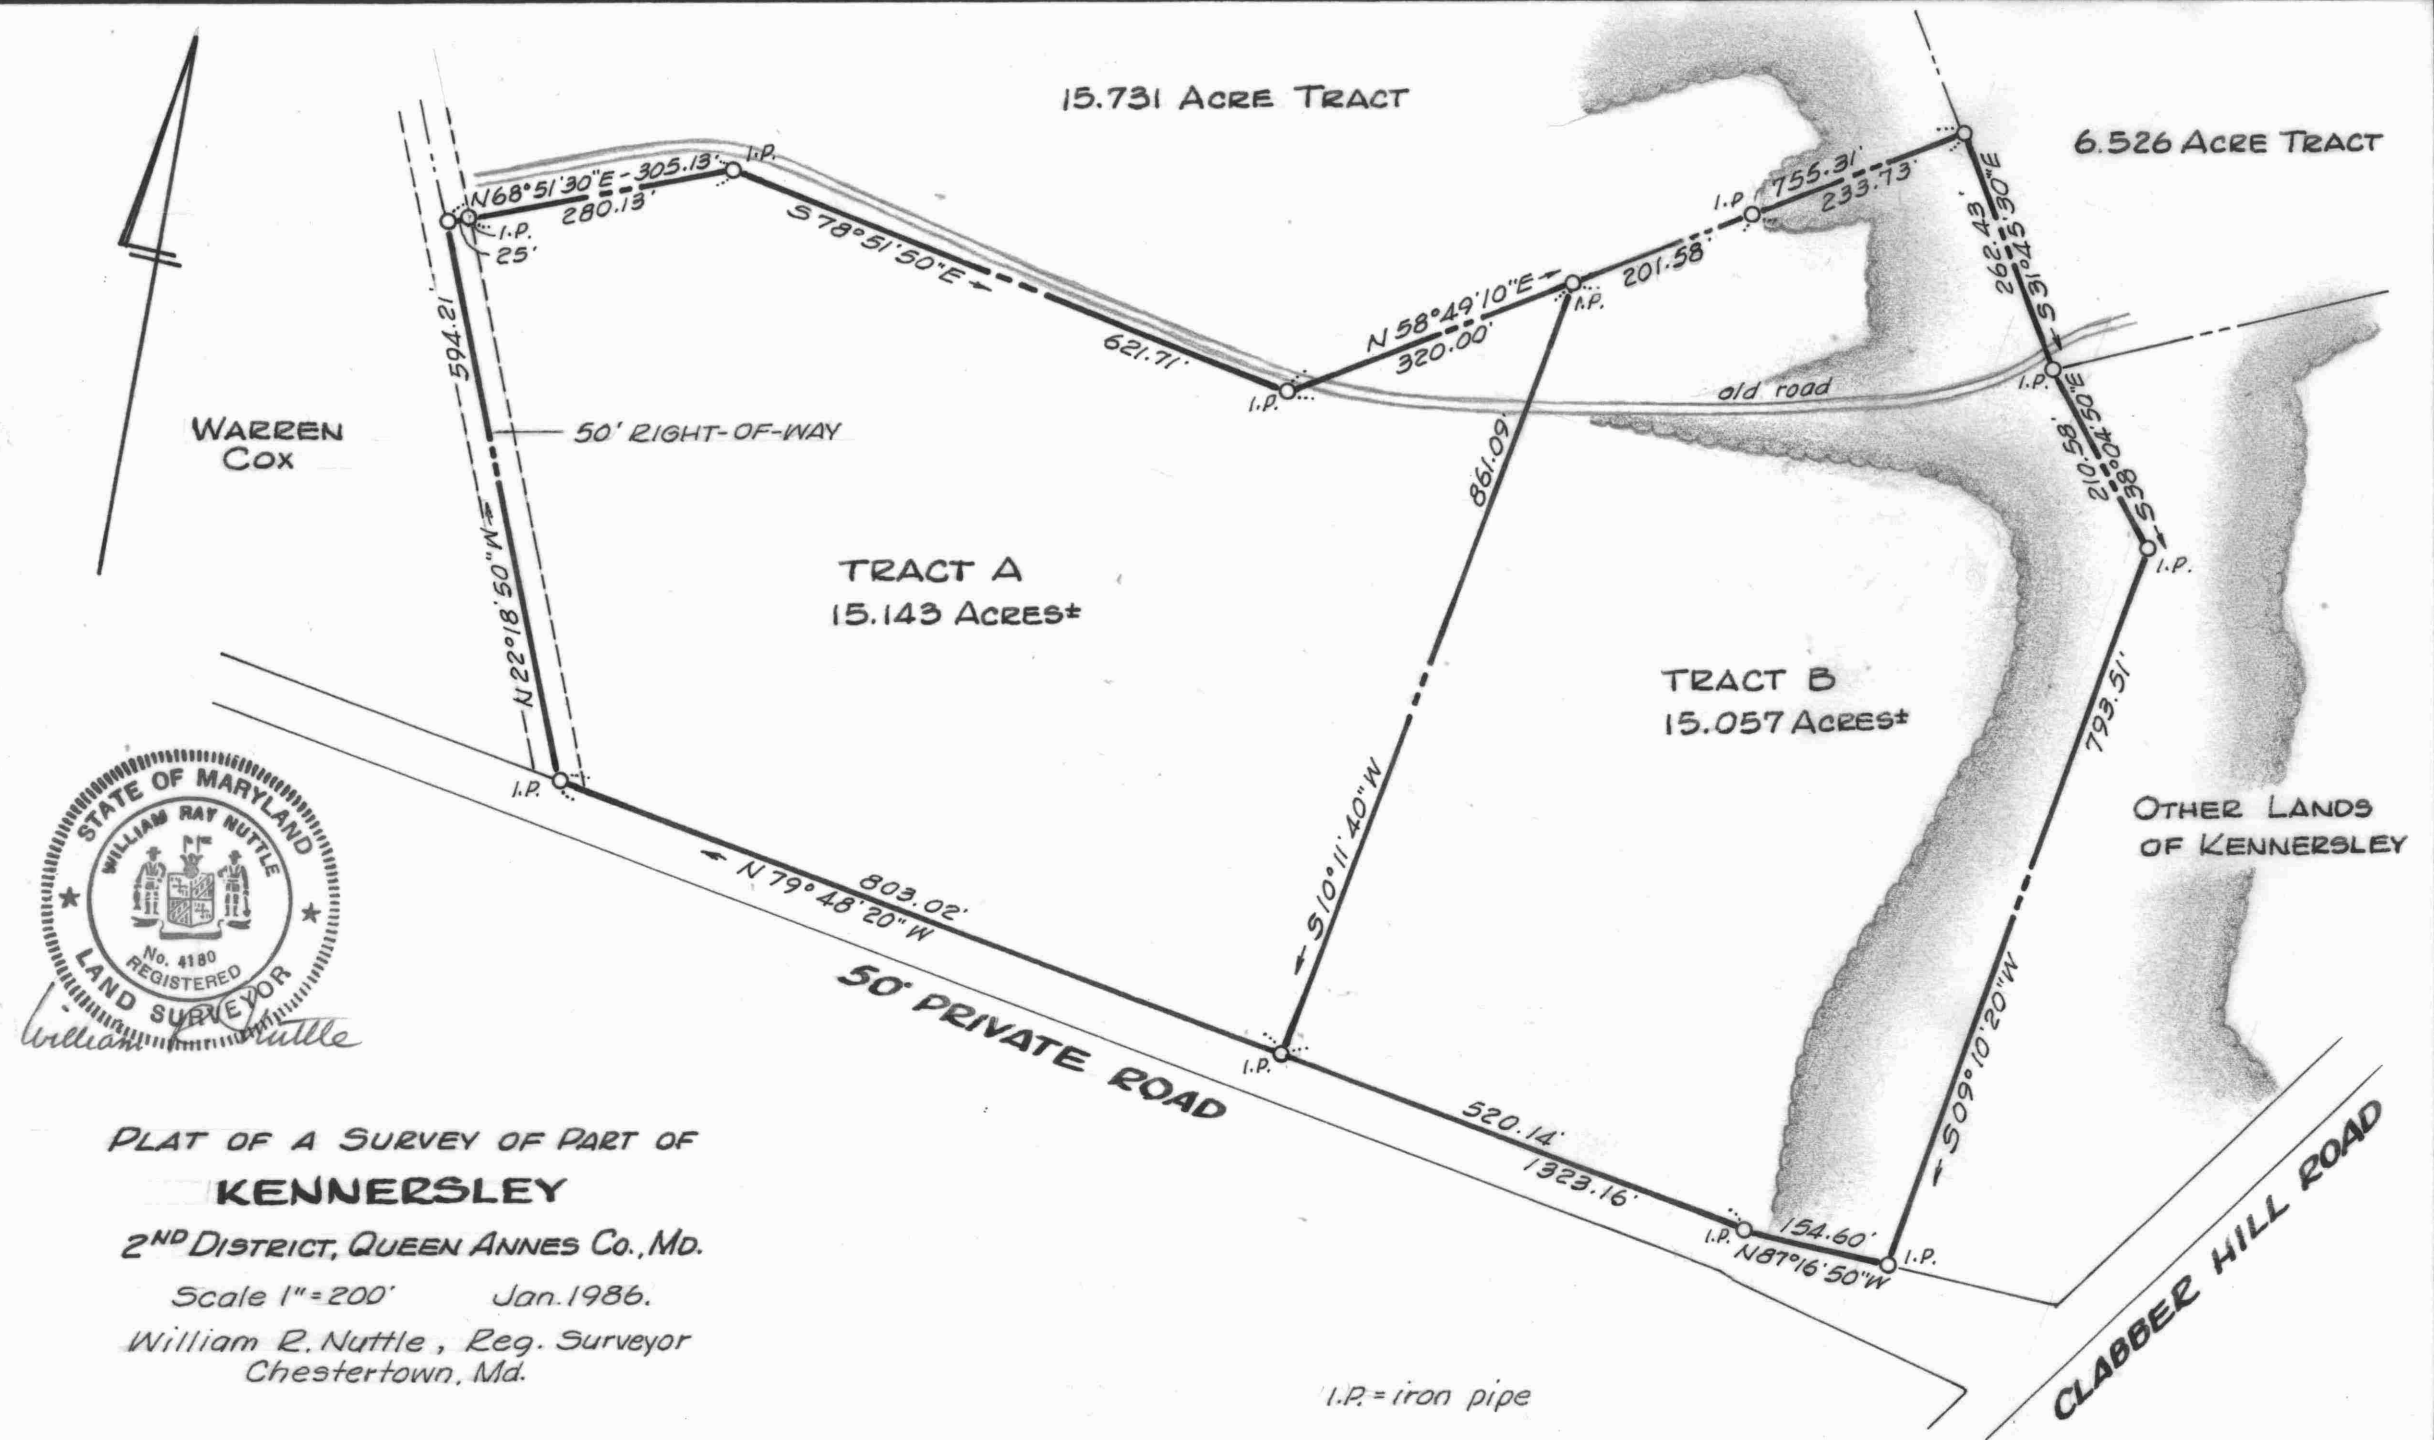 15.731 ACRE TRACT
6.526 ACRE TRACT
N68°51'30"E - 305.13'
280.13'
I.P.
I.P.
25'
S 78°51'50"E
621.71'
I.P.
N 58°49'10"E
320.00'
I.P.
201.58'
I.P.
755.31'
233.73'
262.43'
S31°45'30"E
I.P.
old road
210.58'
S38°04'50"E
I.P.
594.21'
N22°18'50"W
WARREN
COX
50' RIGHT-OF-WAY
861.09'
S10°11'40"W
TRACT A
15.143 ACRES±
TRACT B
15.057 ACRES±
793.51'
S09°10'20"W
OTHER LANDS
OF KENNERSLEY
I.P.
803.02'
N 79°48'20"W
50' PRIVATE ROAD
I.P.
520.14'
1323.16'
I.P.
154.60'
N87°16'50"W
I.P.
CLABBER HILL ROAD
STATE OF MARYLAND
WILLIAM RAY NUTTLE
No. 4180
REGISTERED
LAND SURVEYOR
William R. Nuttle
PLAT OF A SURVEY OF PART OF
KENNERSLEY
2ND DISTRICT, QUEEN ANNES CO., MD.
Scale 1"=200' Jan. 1986.
William R. Nuttle, Reg. Surveyor
Chestertown, Md.
I.P. = iron pipe